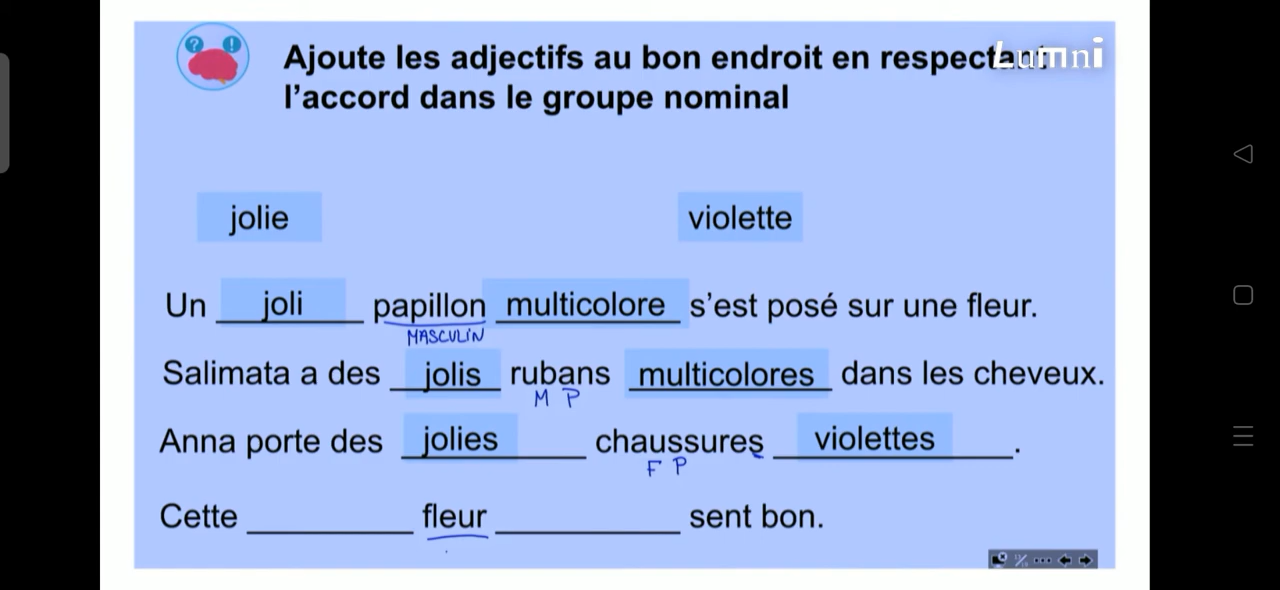 ? !
Ajoute les adjectifs au bon endroit en respectant
Lumni
l'accord dans le groupe nominal
jolie violette
Un joli papillon multicolore s'est posé sur une fleur.
MASCULIN
Salimata a des jolis rubans multicolores dans les cheveux.
M P
Anna porte des jolies chaussures violettes.
F P
Cette __________ fleur __________ sent bon.